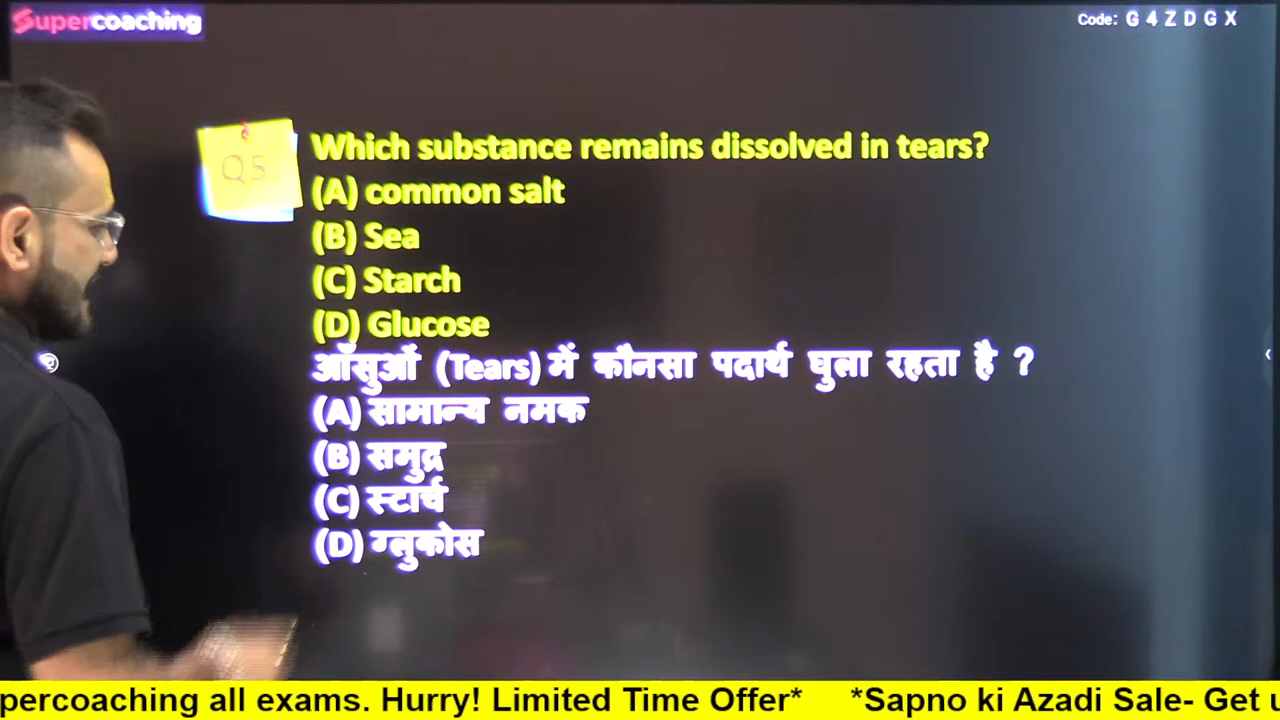 Supercoaching
Code: G 4 Z D G X
Q5.
Which substance remains dissolved in tears?
(A) common salt
(B) Sea
(C) Starch
(D) Glucose
आँसुओं (Tears) में कौनसा पदार्थ घुला रहता है ?
(A) सामान्य नमक
(B) समुद्र
(C) स्टार्च
(D) ग्लुकोस
percoaching all exams. Hurry! Limited Time Offer* *Sapno ki Azadi Sale- Get u